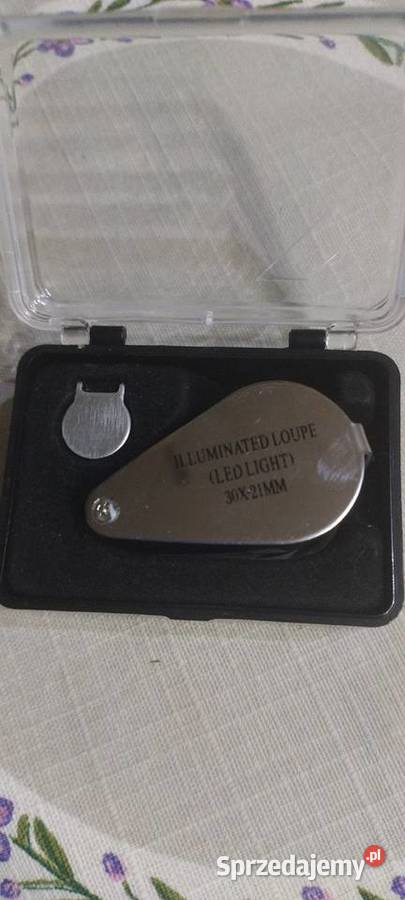 ILLUMINATED LOUPE
(LED LIGHT)
30X-21MM
Sprzedajemy.pl